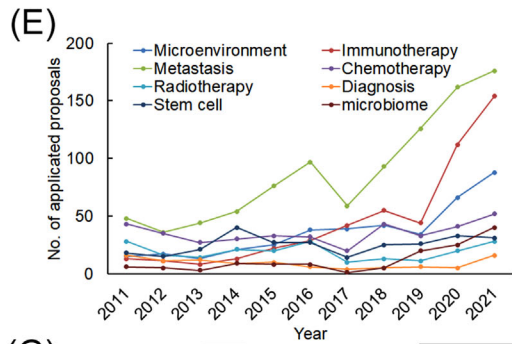 (E)
200
150
100
50
0
No. of applicated proposals
Microenvironment Immunotherapy
Metastasis Chemotherapy
Radiotherapy Diagnosis
Stem cell microbiome
2011 2012 2013 2014 2015 2016 2017 2018 2019 2020 2021
Year